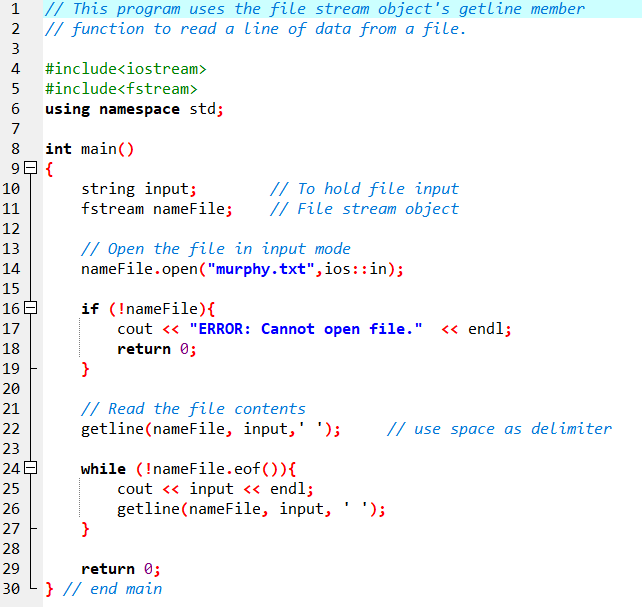 1 // This program uses the file stream object's getline member
2 // function to read a line of data from a file.
3
4 #include<iostream>
5 #include<fstream>
6 using namespace std;
7
8 int main()
9 {
10 string input; // To hold file input
11 fstream nameFile; // File stream object
12
13 // Open the file in input mode
14 nameFile.open("murphy.txt",ios::in);
15
16 if (!nameFile){
17 cout << "ERROR: Cannot open file." << endl;
18 return 0;
19 }
20
21 // Read the file contents
22 getline(nameFile, input,' '); // use space as delimiter
23
24 while (!nameFile.eof()){
25 cout << input << endl;
26 getline(nameFile, input, ' ');
27 }
28
29 return 0;
30 } // end main